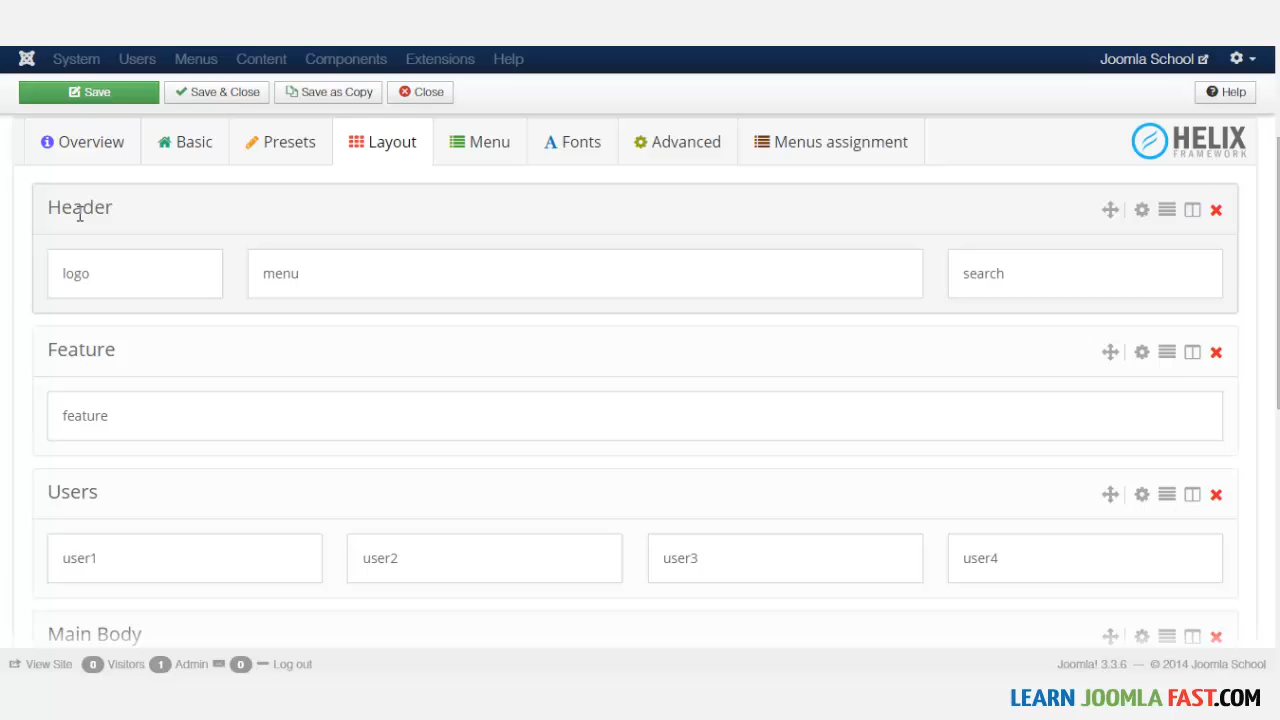 System Users Menus Content Components Extensions Help Joomla School
Save Save & Close Save as Copy Close Help
Overview Basic Presets Layout Menu Fonts Advanced Menus assignment HELIX
FRAMEWORK
Header
logo menu search
Feature
feature
Users
user1 user2 user3 user4
Main Body
View Site 0 Visitors 1 Admin 0 Log out Joomla! 3.3.6 — © 2014 Joomla School
LEARN JOOMLA FAST.COM